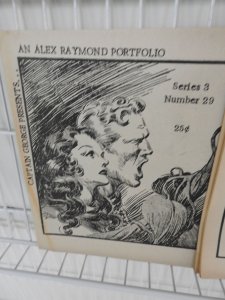 AN ALEX RAYMOND PORTFOLIO
CAPTAIN GEORGE PRESENTS...
Series 3
Number 29
25¢